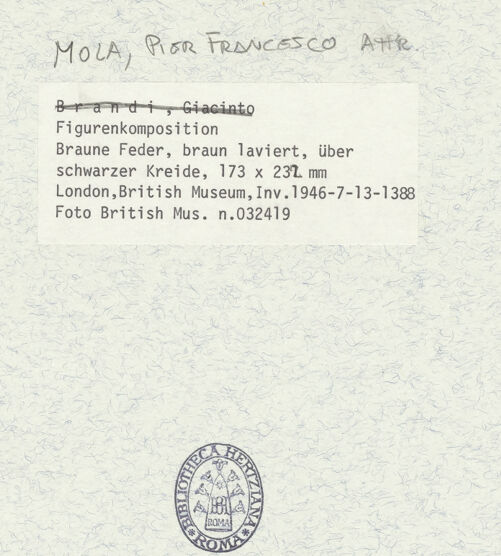 MOLA, PIER FRANCESCO ATTR.
Brandi, Giacinto
Figurenkomposition
Braune Feder, braun laviert, über
schwarzer Kreide, 173 x 232 mm
London,British Museum,Inv.1946-7-13-1388
Foto British Mus. n.032419
*BIBLIOTHECA HERTZIANA*
ROMA
ROMA